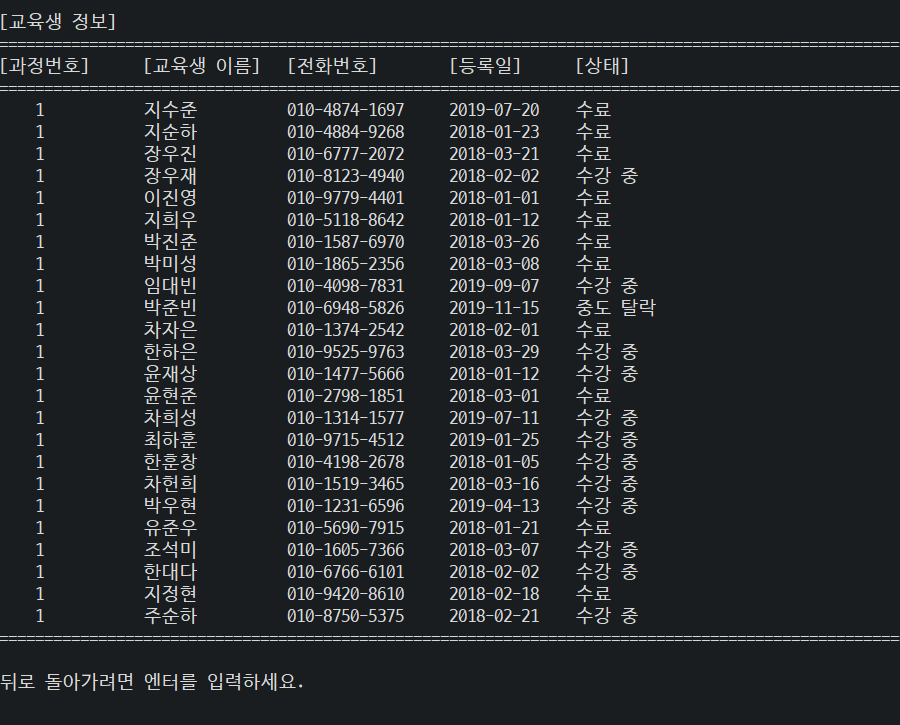 [교육생 정보]
====================================================================================================
[과정번호] [교육생 이름] [전화번호] [등록일] [상태]
====================================================================================================
1 지수준 010-4874-1697 2019-07-20 수료
1 지순하 010-4884-9268 2018-01-23 수료
1 장우진 010-6777-2072 2018-03-21 수료
1 장우재 010-8123-4940 2018-02-02 수강 중
1 이진영 010-9779-4401 2018-01-01 수료
1 지희우 010-5118-8642 2018-01-12 수료
1 박진준 010-1587-6970 2018-03-26 수료
1 박미성 010-1865-2356 2018-03-08 수료
1 임대빈 010-4098-7831 2019-09-07 수강 중
1 박준빈 010-6948-5826 2019-11-15 중도 탈락
1 차자은 010-1374-2542 2018-02-01 수료
1 한하은 010-9525-9763 2018-03-29 수강 중
1 윤재상 010-1477-5666 2018-01-12 수강 중
1 윤현준 010-2798-1851 2018-03-01 수료
1 차희성 010-1314-1577 2019-07-11 수강 중
1 최하훈 010-9715-4512 2019-01-25 수강 중
1 한훈창 010-4198-2678 2018-01-05 수강 중
1 차헌희 010-1519-3465 2018-03-16 수강 중
1 박우현 010-1231-6596 2019-04-13 수강 중
1 유준우 010-5690-7915 2018-01-21 수료
1 조석미 010-1605-7366 2018-03-07 수강 중
1 한대다 010-6766-6101 2018-02-02 수강 중
1 지정현 010-9420-8610 2018-02-18 수료
1 주순하 010-8750-5375 2018-02-21 수강 중
====================================================================================================
뒤로 돌아가려면 엔터를 입력하세요.